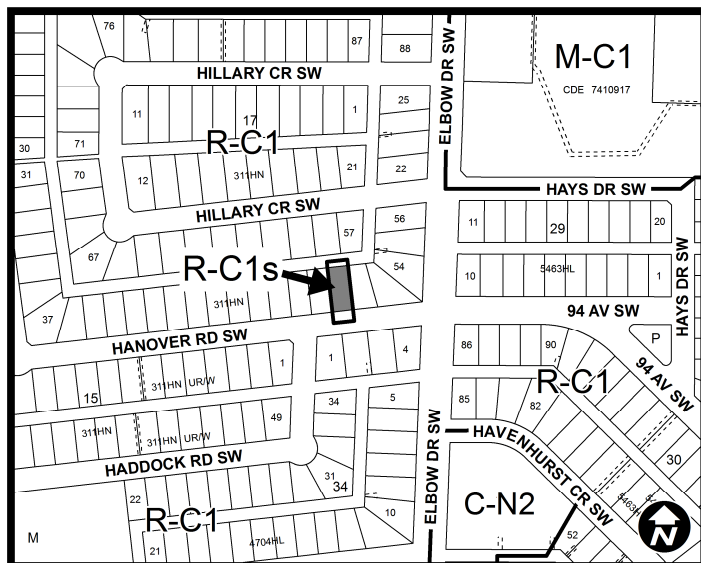 76
87
88
HILLARY CR SW
ELBOW DR SW
M-C1
CDE 7410917
11
17
1
25
R-C1
30
71
31
70
12
311HN
21
22
HAYS DR SW
HILLARY CR SW
56
57
11
29
20
67
54
R-C1s
10
5463HL
1
HAYS DR SW
311HN
37
94 AV SW
HANOVER RD SW
P
1
1
4
86
90
94 AV SW
R-C1
311HN UR/W
15
34
5
85
82
49
311HN
311HN UR/W
HADDOCK RD SW
ELBOW DR SW
HAVENHURST CR SW
30
31
34
22
R-C1
C-N2
10
M
21
4704HL
52
N